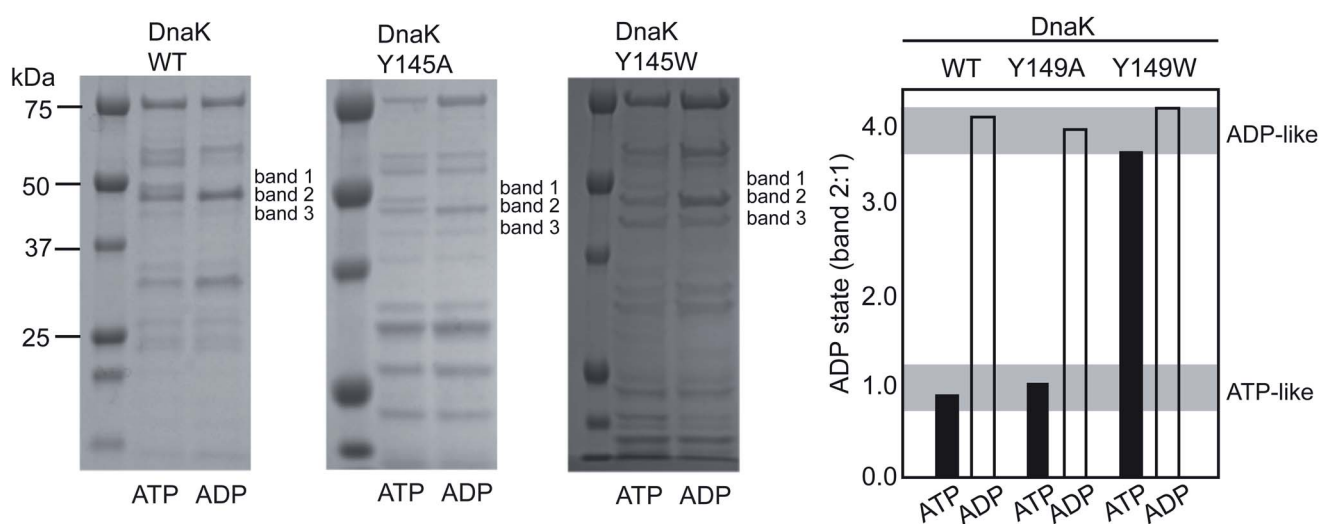 DnaK
WT
DnaK
Y145A
DnaK
Y145W
kDa
75
50
37
25
band 1
band 2
band 3
band 1
band 2
band 3
band 1
band 2
band 3
ATP ADP
ATP ADP
ATP ADP
DnaK
WT Y149A Y149W
ADP state (band 2:1)
4.0
3.0
2.0
1.0
0.0
ADP-like
ATP-like
ATP ADP ATP ADP ATP ADP